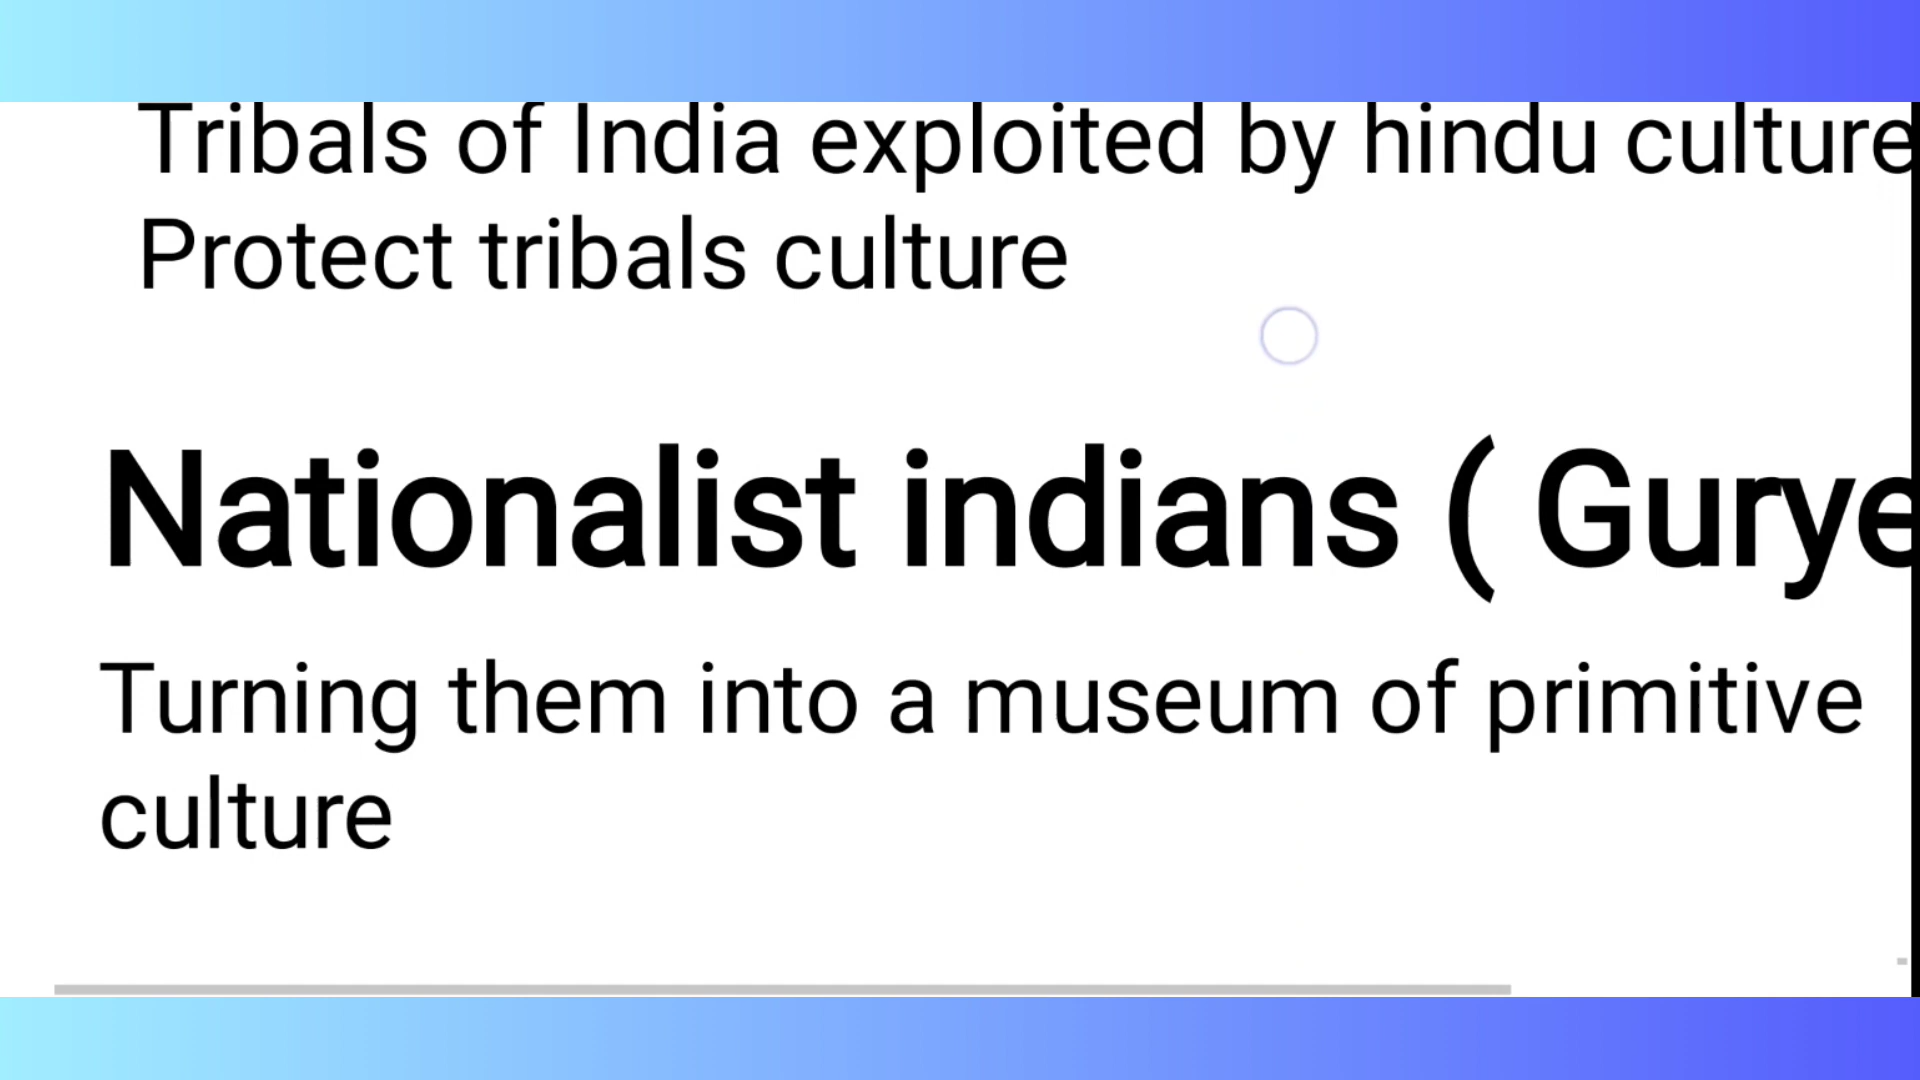 Tribals of India exploited by hindu culture
Protect tribals culture
Nationalist indians ( Gurye
Turning them into a museum of primitive
culture